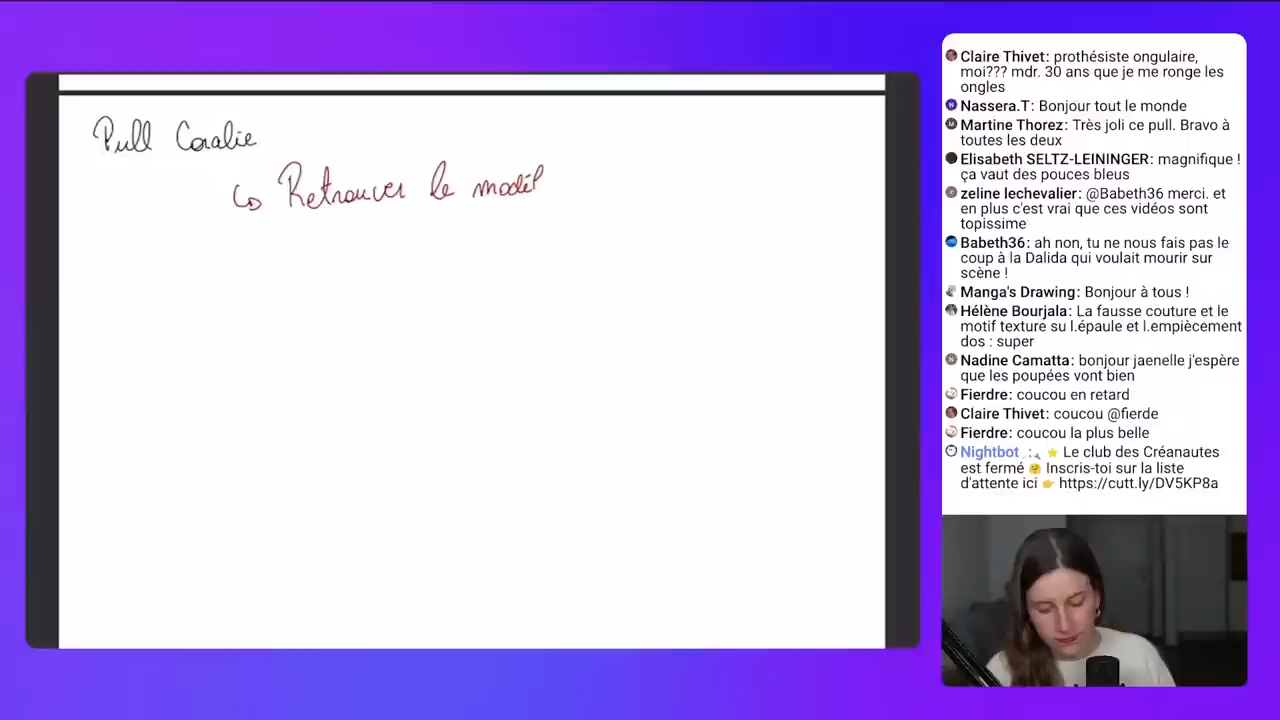 Pull Coralie
↳ Retrouver le modèl
Claire Thivet: prothésiste ongulaire,
moi??? mdr. 30 ans que je me ronge les
ongles
Nassera.T: Bonjour tout le monde
Martine Thorez: Très joli ce pull. Bravo à
toutes les deux
Elisabeth SELTZ-LEININGER: magnifique !
ça vaut des pouces bleus
zeline lechevalier: @Babeth36 merci. et
en plus c'est vrai que ces vidéos sont
topissime
Babeth36: ah non, tu ne nous fais pas le
coup à la Dalida qui voulait mourir sur
scène !
Manga's Drawing: Bonjour à tous !
Hélène Bourjala: La fausse couture et le
motif texture su l.épaule et l.empiècement
dos : super
Nadine Camatta: bonjour jaenelle j'espère
que les poupées vont bien
Fierdre: coucou en retard
Claire Thivet: coucou @fierde
Fierdre: coucou la plus belle
Nightbot : ⭐ Le club des Créanautes
est fermé 🤗 Inscris-toi sur la liste
d'attente ici 👉 https://cutt.ly/DV5KP8a